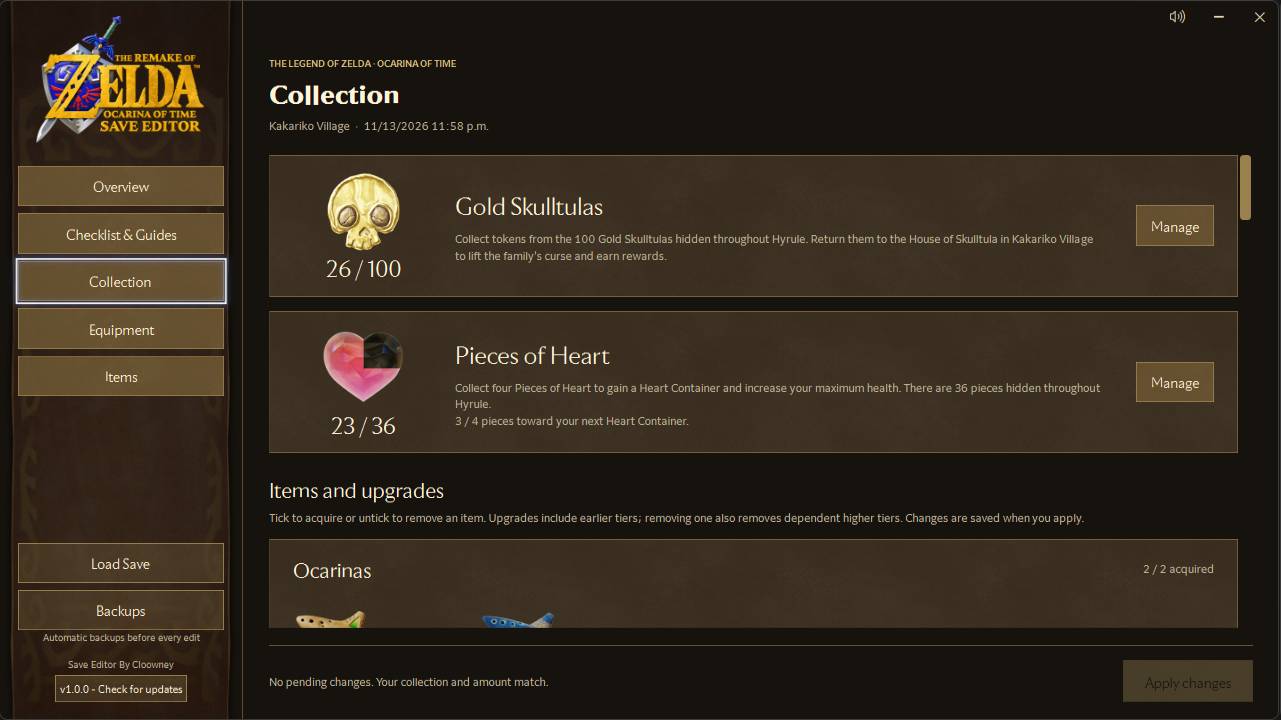 THE REMAKE OF
ZELDA™
OCARINA OF TIME
SAVE EDITOR
Overview
Checklist & Guides
Collection
Equipment
Items
Load Save
Backups
Automatic backups before every edit
Save Editor By Cloowney
v1.0.0 - Check for updates
THE LEGEND OF ZELDA · OCARINA OF TIME
Collection
Kakariko Village · 11/13/2026 11:58 p.m.
26 / 100
Gold Skulltulas
Collect tokens from the 100 Gold Skulltulas hidden throughout Hyrule. Return them to the House of Skulltula in Kakariko Village
to lift the family's curse and earn rewards.
Manage
23 / 36
Pieces of Heart
Collect four Pieces of Heart to gain a Heart Container and increase your maximum health. There are 36 pieces hidden throughout
Hyrule.
3 / 4 pieces toward your next Heart Container.
Manage
Items and upgrades
Tick to acquire or untick to remove an item. Upgrades include earlier tiers; removing one also removes dependent higher tiers. Changes are saved when you apply.
Ocarinas
2 / 2 acquired
No pending changes. Your collection and amount match.
Apply changes